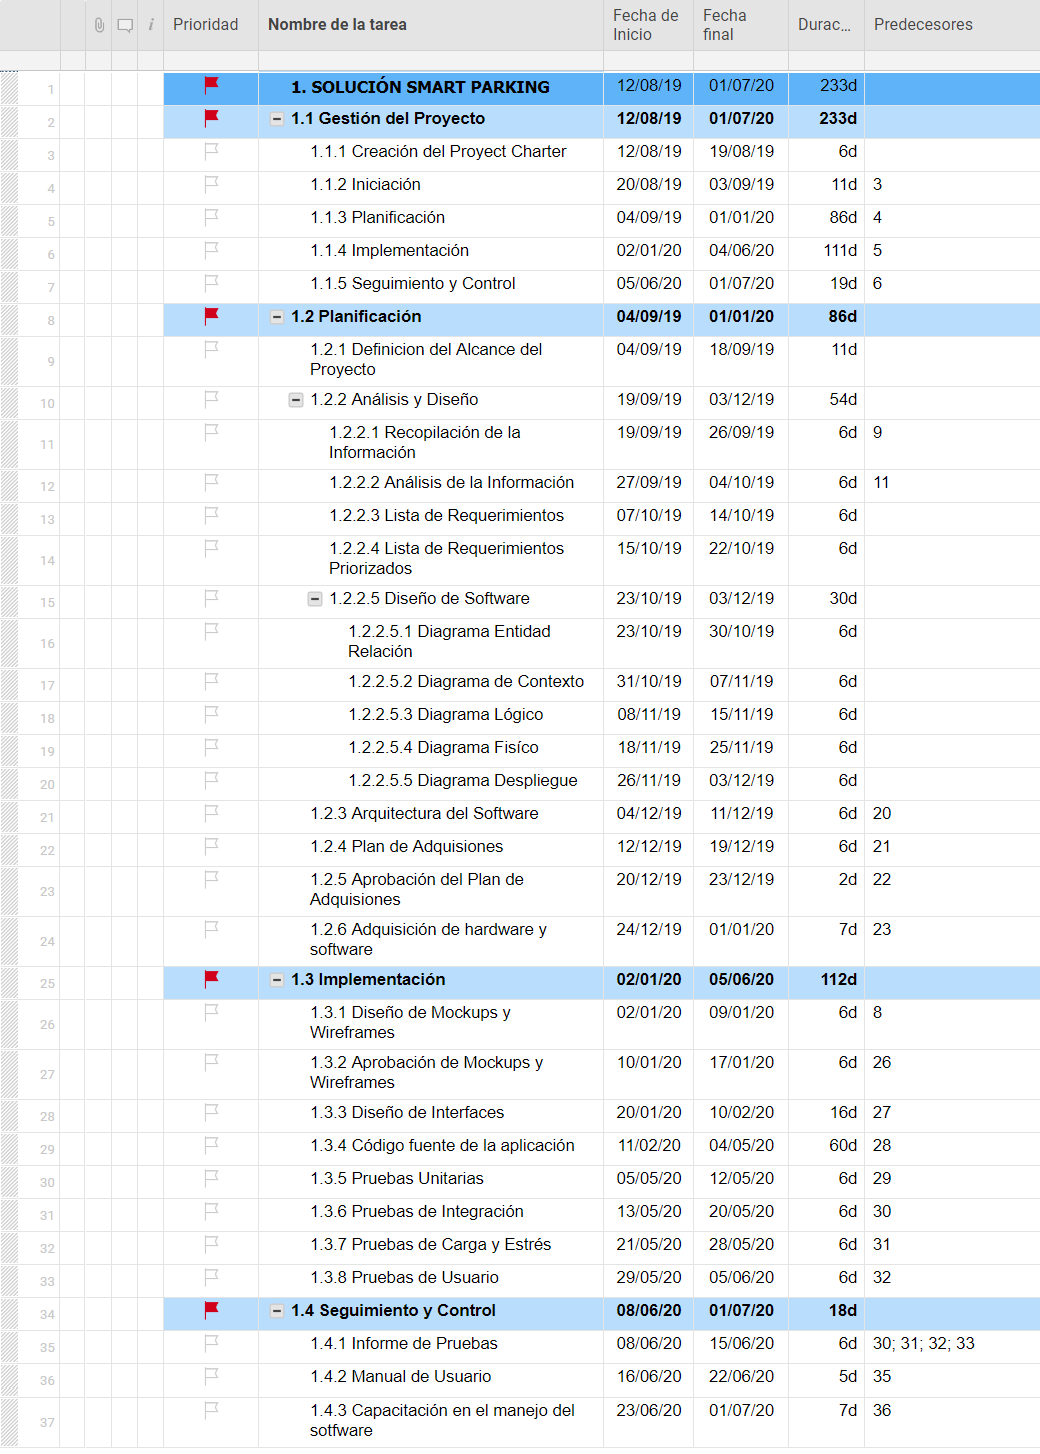 i Prioridad Nombre de la tarea Fecha de Inicio Fecha final Durac... Predecesores
1 1. SOLUCIÓN SMART PARKING 12/08/19 01/07/20 233d
2 1.1 Gestión del Proyecto 12/08/19 01/07/20 233d
3 1.1.1 Creación del Proyect Charter 12/08/19 19/08/19 6d
4 1.1.2 Iniciación 20/08/19 03/09/19 11d 3
5 1.1.3 Planificación 04/09/19 01/01/20 86d 4
6 1.1.4 Implementación 02/01/20 04/06/20 111d 5
7 1.1.5 Seguimiento y Control 05/06/20 01/07/20 19d 6
8 1.2 Planificación 04/09/19 01/01/20 86d
9 1.2.1 Definicion del Alcance del Proyecto 04/09/19 18/09/19 11d
10 1.2.2 Análisis y Diseño 19/09/19 03/12/19 54d
11 1.2.2.1 Recopilación de la Información 19/09/19 26/09/19 6d 9
12 1.2.2.2 Análisis de la Información 27/09/19 04/10/19 6d 11
13 1.2.2.3 Lista de Requerimientos 07/10/19 14/10/19 6d
14 1.2.2.4 Lista de Requerimientos Priorizados 15/10/19 22/10/19 6d
15 1.2.2.5 Diseño de Software 23/10/19 03/12/19 30d
16 1.2.2.5.1 Diagrama Entidad Relación 23/10/19 30/10/19 6d
17 1.2.2.5.2 Diagrama de Contexto 31/10/19 07/11/19 6d
18 1.2.2.5.3 Diagrama Lógico 08/11/19 15/11/19 6d
19 1.2.2.5.4 Diagrama Fisíco 18/11/19 25/11/19 6d
20 1.2.2.5.5 Diagrama Despliegue 26/11/19 03/12/19 6d
21 1.2.3 Arquitectura del Software 04/12/19 11/12/19 6d 20
22 1.2.4 Plan de Adquisiones 12/12/19 19/12/19 6d 21
23 1.2.5 Aprobación del Plan de Adquisiones 20/12/19 23/12/19 2d 22
24 1.2.6 Adquisición de hardware y software 24/12/19 01/01/20 7d 23
25 1.3 Implementación 02/01/20 05/06/20 112d
26 1.3.1 Diseño de Mockups y Wireframes 02/01/20 09/01/20 6d 8
27 1.3.2 Aprobación de Mockups y Wireframes 10/01/20 17/01/20 6d 26
28 1.3.3 Diseño de Interfaces 20/01/20 10/02/20 16d 27
29 1.3.4 Código fuente de la aplicación 11/02/20 04/05/20 60d 28
30 1.3.5 Pruebas Unitarias 05/05/20 12/05/20 6d 29
31 1.3.6 Pruebas de Integración 13/05/20 20/05/20 6d 30
32 1.3.7 Pruebas de Carga y Estrés 21/05/20 28/05/20 6d 31
33 1.3.8 Pruebas de Usuario 29/05/20 05/06/20 6d 32
34 1.4 Seguimiento y Control 08/06/20 01/07/20 18d
35 1.4.1 Informe de Pruebas 08/06/20 15/06/20 6d 30; 31; 32; 33
36 1.4.2 Manual de Usuario 16/06/20 22/06/20 5d 35
37 1.4.3 Capacitación en el manejo del sotfware 23/06/20 01/07/20 7d 36